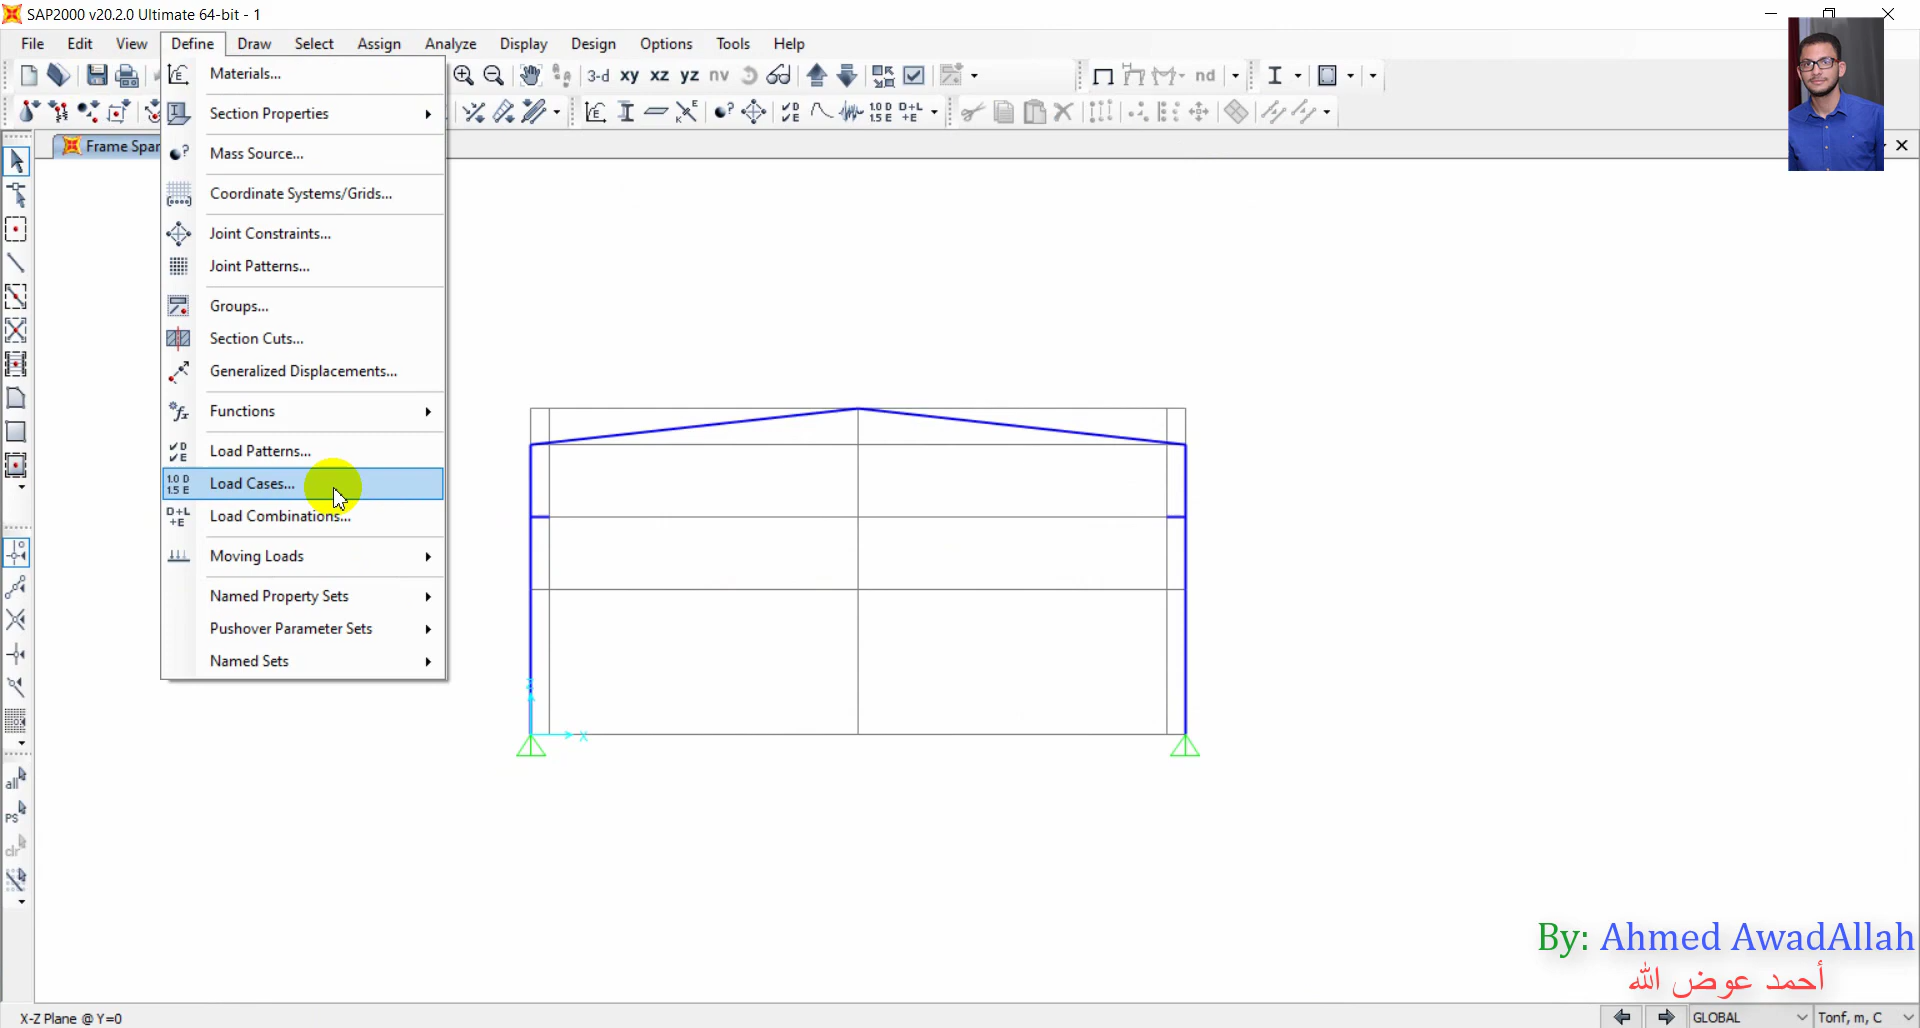 SAP2000 v20.2.0 Ultimate 64-bit - 1
File Edit View Define Draw Select Assign Analyze Display Design Options Tools Help
3-d xy xz yz nv nd
Frame Spar
Materials...
Section Properties
Mass Source...
Coordinate Systems/Grids...
Joint Constraints...
Joint Patterns...
Groups...
Section Cuts...
Generalized Displacements...
Functions
Load Patterns...
Load Cases...
Load Combinations...
Moving Loads
Named Property Sets
Pushover Parameter Sets
Named Sets
all
PS
clr
Z
X
By: Ahmed AwadAllah
أحمد عوض الله
X-Z Plane @ Y=0
GLOBAL
Tonf, m, C